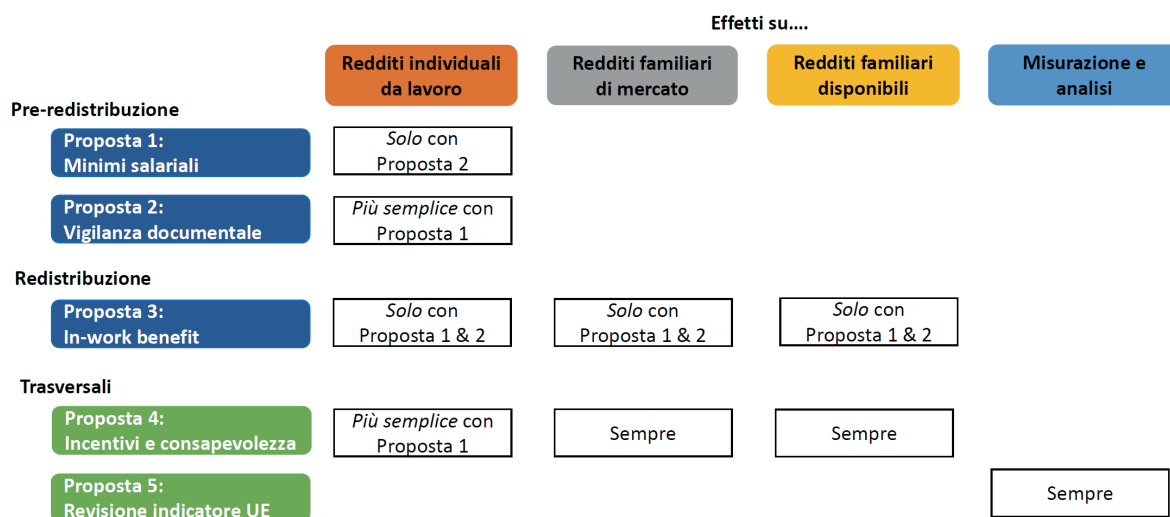 Effetti su....
Redditi individuali
da lavoro
Redditi familiari
di mercato
Redditi familiari
disponibili
Misurazione e
analisi
Pre-redistribuzione
Proposta 1:
Minimi salariali
Solo con
Proposta 2
Proposta 2:
Vigilanza documentale
Più semplice con
Proposta 1
Redistribuzione
Proposta 3:
In-work benefit
Solo con
Proposta 1 & 2
Solo con
Proposta 1 & 2
Solo con
Proposta 1 & 2
Trasversali
Proposta 4:
Incentivi e consapevolezza
Più semplice con
Proposta 1
Sempre
Sempre
Proposta 5:
Revisione indicatore UE
Sempre